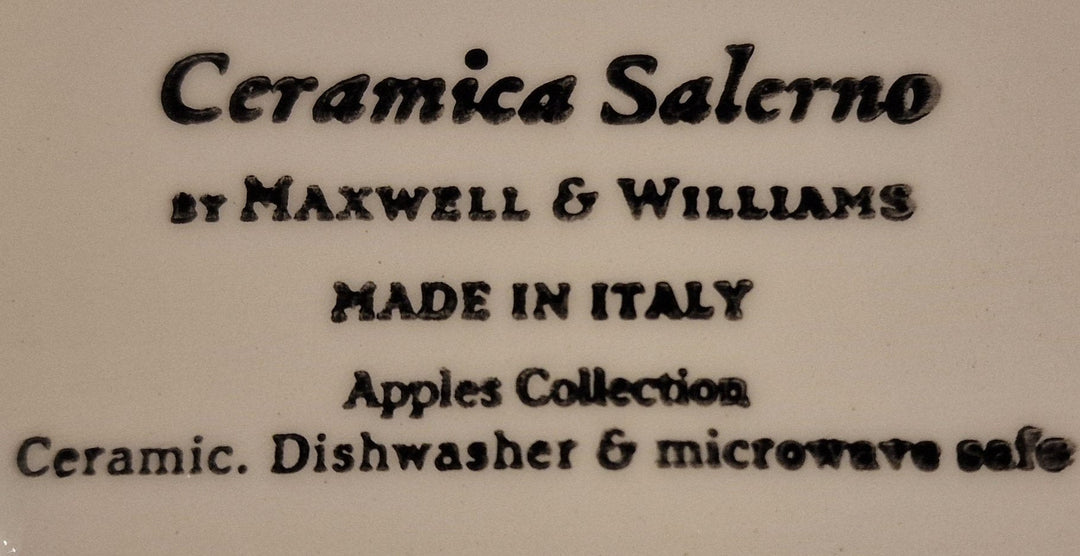 Ceramica Salerno
BY MAXWELL & WILLIAMS
MADE IN ITALY
Apples Collection
Ceramic. Dishwasher & microwave safe